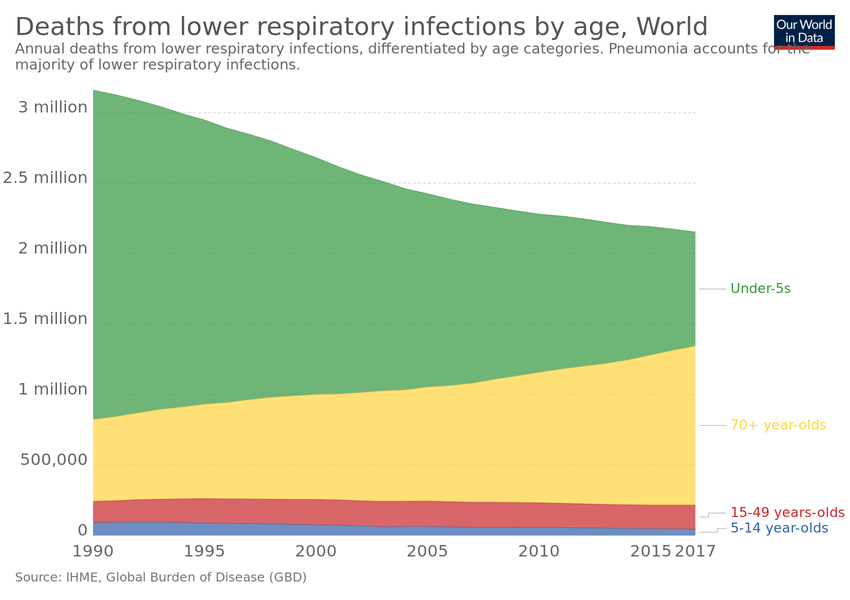 Deaths from lower respiratory infections by age, World
Our World
in Data
Annual deaths from lower respiratory infections, differentiated by age categories. Pneumonia accounts for the
majority of lower respiratory infections.
3 million
2.5 million
2 million
1.5 million
1 million
500,000
0
Under-5s
70+ year-olds
15-49 years-olds
5-14 year-olds
1990 1995 2000 2005 2010 2015 2017
Source: IHME, Global Burden of Disease (GBD)